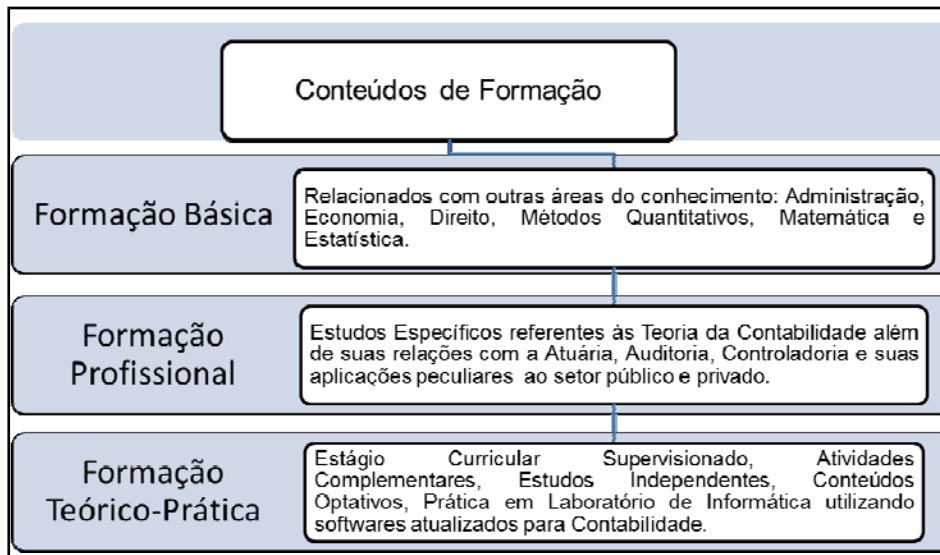 Conteúdos de Formação
Formação Básica
Relacionados com outras áreas do conhecimento: Administração,
Economia, Direito, Métodos Quantitativos, Matemática e
Estatística.
Formação
Profissional
Estudos Específicos referentes às Teoria da Contabilidade além
de suas relações com a Atuária, Auditoria, Controladoria e suas
aplicações peculiares ao setor público e privado.
Formação
Teórico-Prática
Estágio Curricular Supervisionado, Atividades
Complementares, Estudos Independentes, Conteúdos
Optativos, Prática em Laboratório de Informática utilizando
softwares atualizados para Contabilidade.